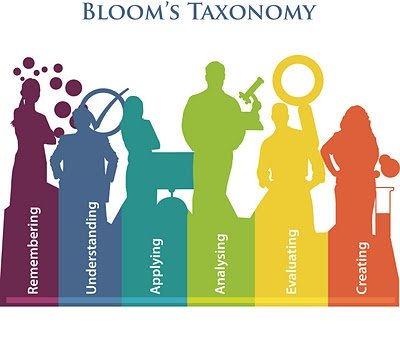 BLOOM'S TAXONOMY
Remembering
Understanding
Applying
Analysing
Evaluating
Creating